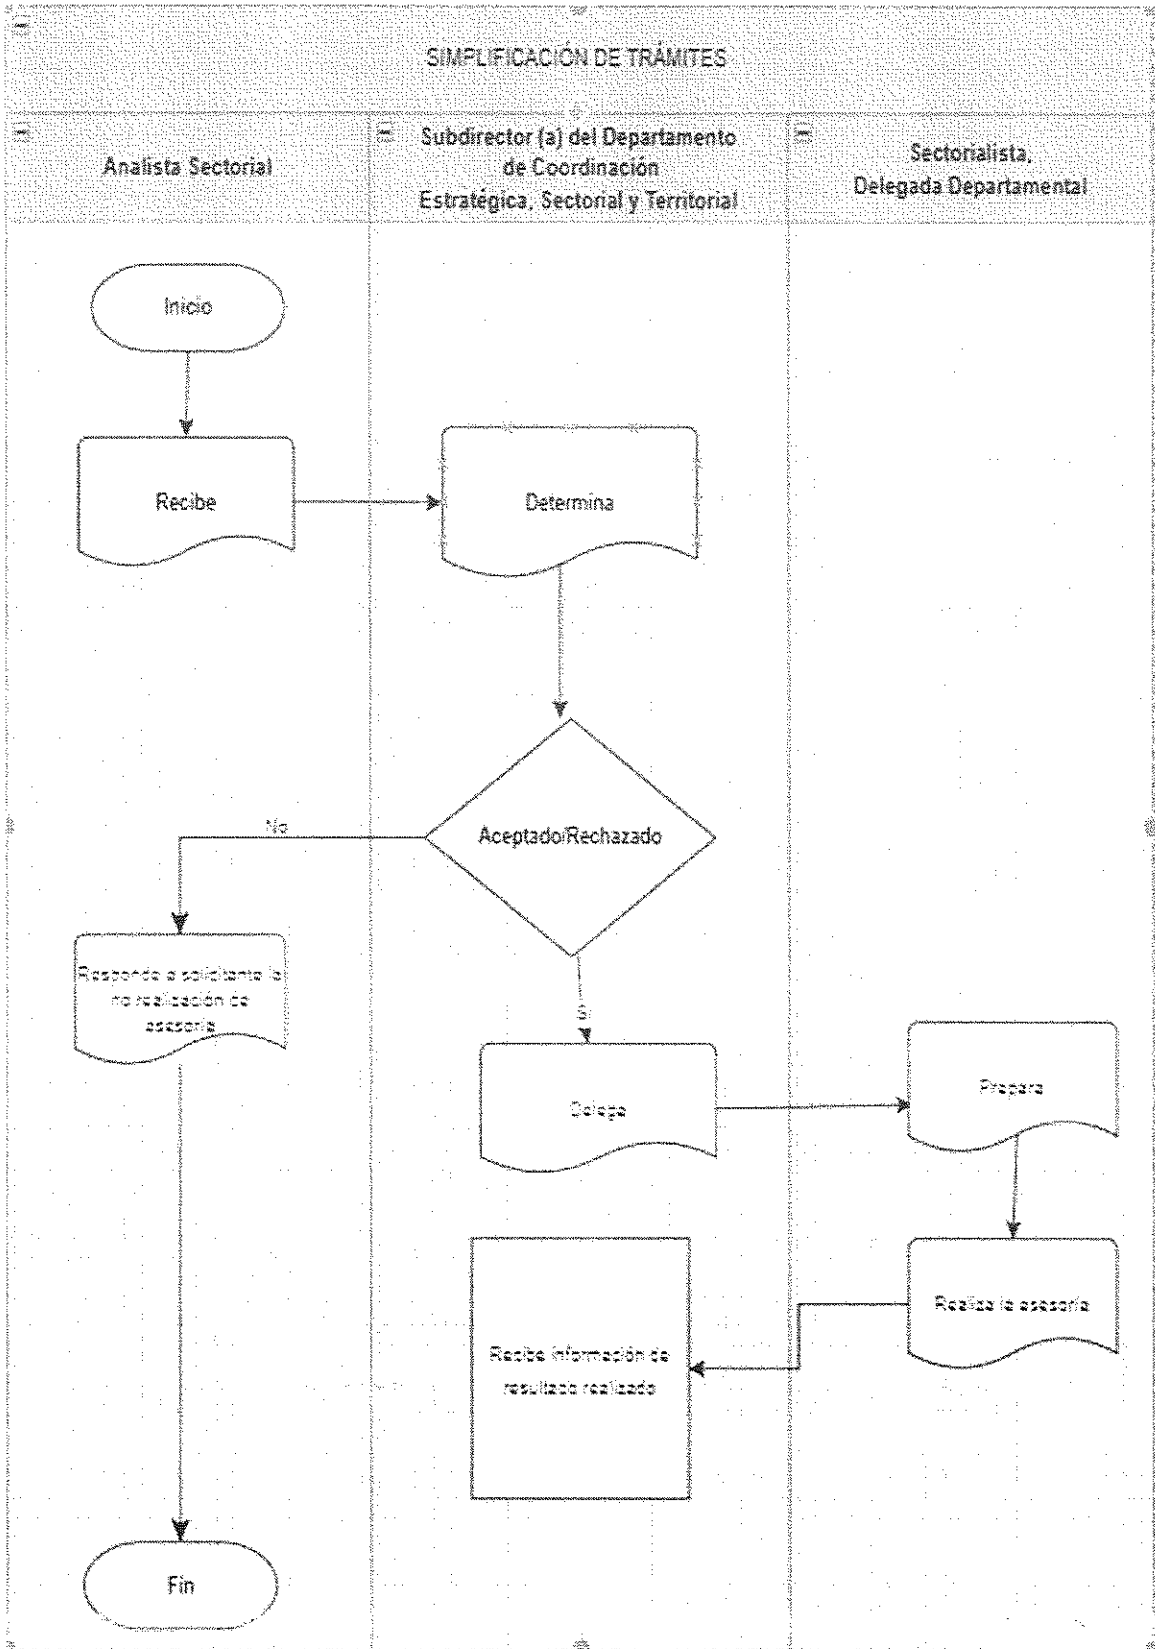 SIMPLIFICACIÓN DE TRÁMITES
Analista Sectorial
Subdirector (a) del Departamento
de Coordinación
Estratégica, Sectorial y Territorial
Sectorialista,
Delegada Departamental
Inicio
Recibe
Determina
Aceptado/Rechazado
No
Responde a solicitante la
no realización de
asesoría
Si
Delega
Prepara
Realiza la asesoría
Recibe información de
resultado realizado
Fin